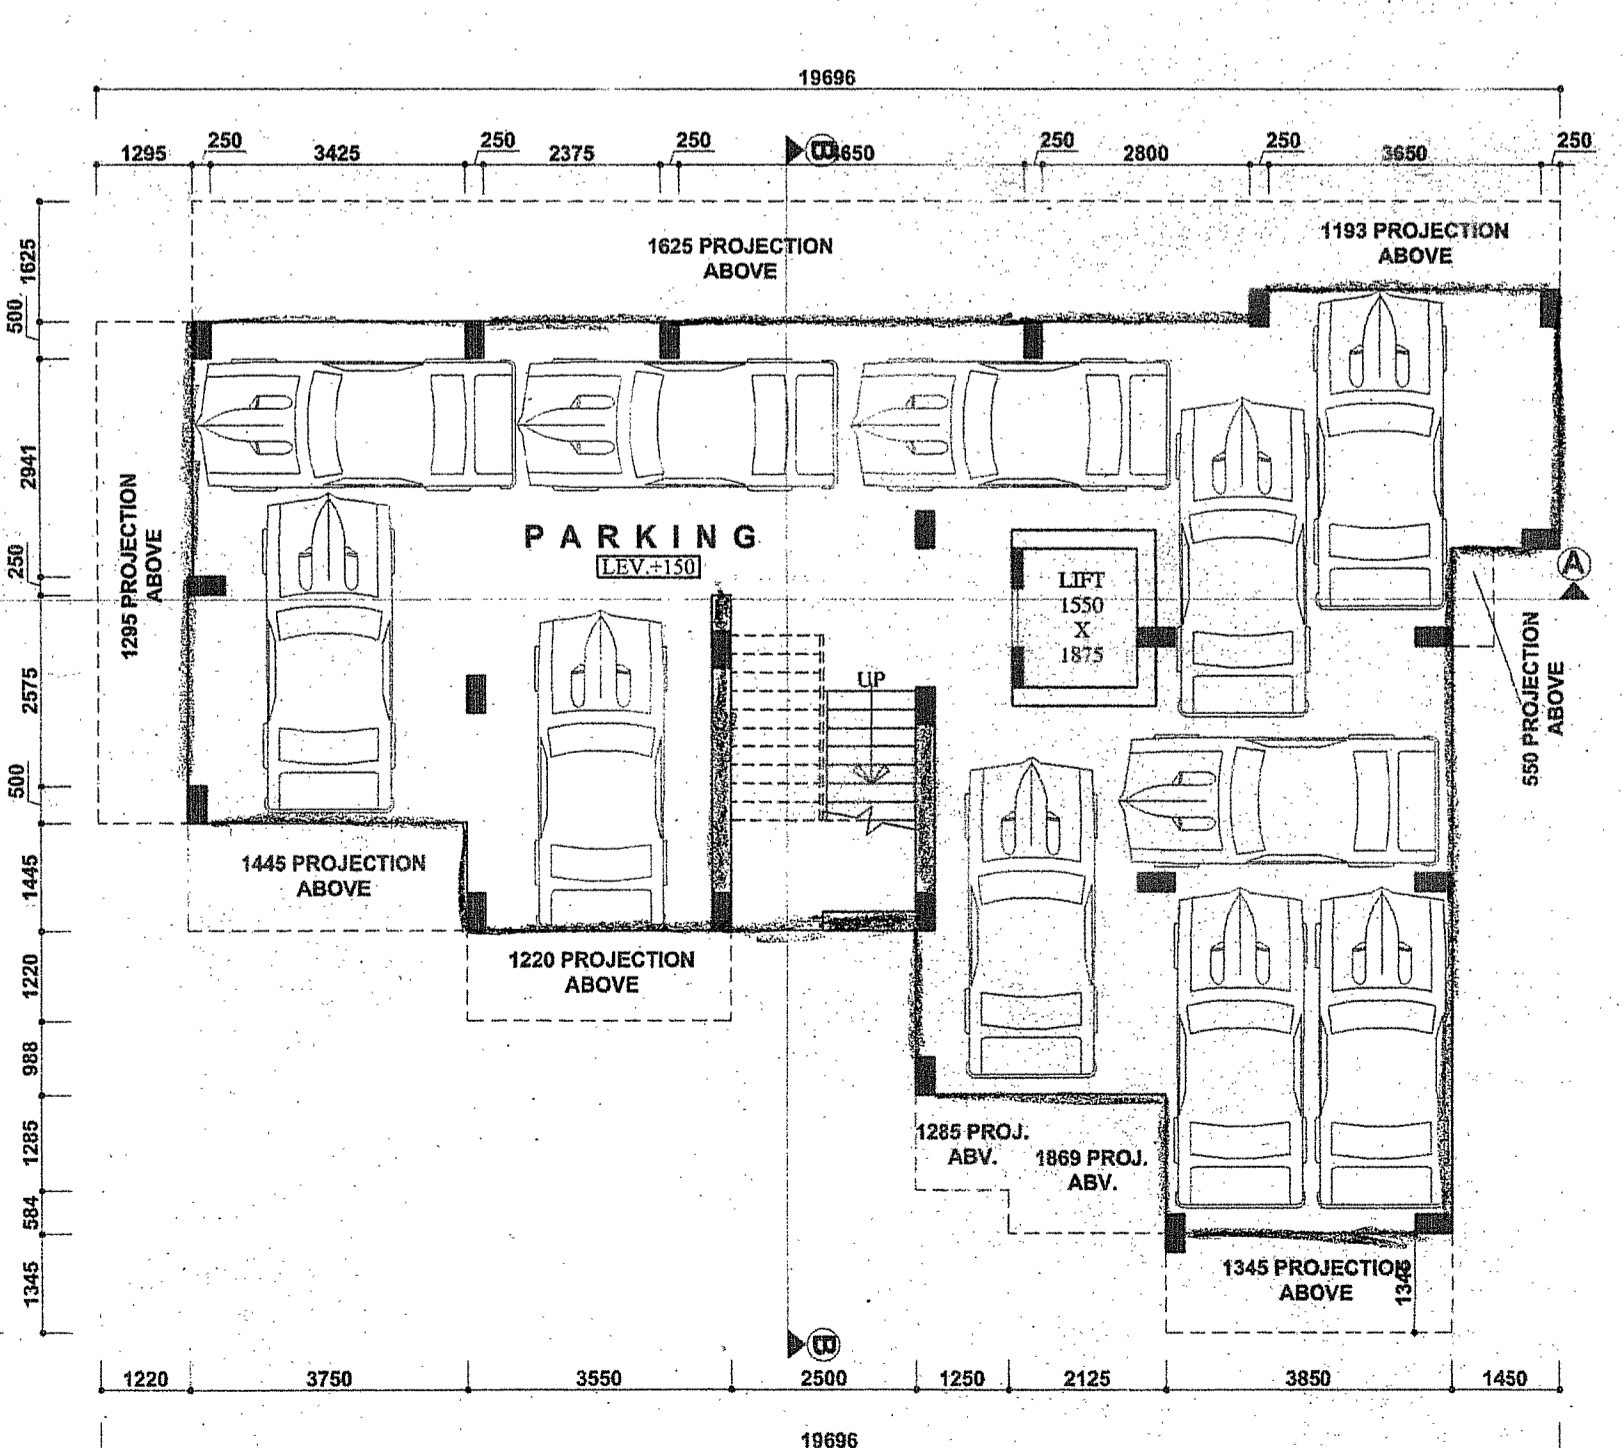 19696
1295
250
3425
250
2375
250
B
4650
250
2800
250
3650
250
1625 PROJECTION
ABOVE
1193 PROJECTION
ABOVE
1625
500
2941
250
2575
500
1445
1220
988
1285
584
1345
1295 PROJECTION
ABOVE
PARKING
LEV.+150
LIFT
1550
X
1875
UP
A
550 PROJECTION
ABOVE
1445 PROJECTION
ABOVE
1220 PROJECTION
ABOVE
1285 PROJ.
ABV.
1869 PROJ.
ABV.
1345 PROJECTION
ABOVE
1345
B
1220
3750
3550
2500
1250
2125
3850
1450
19696